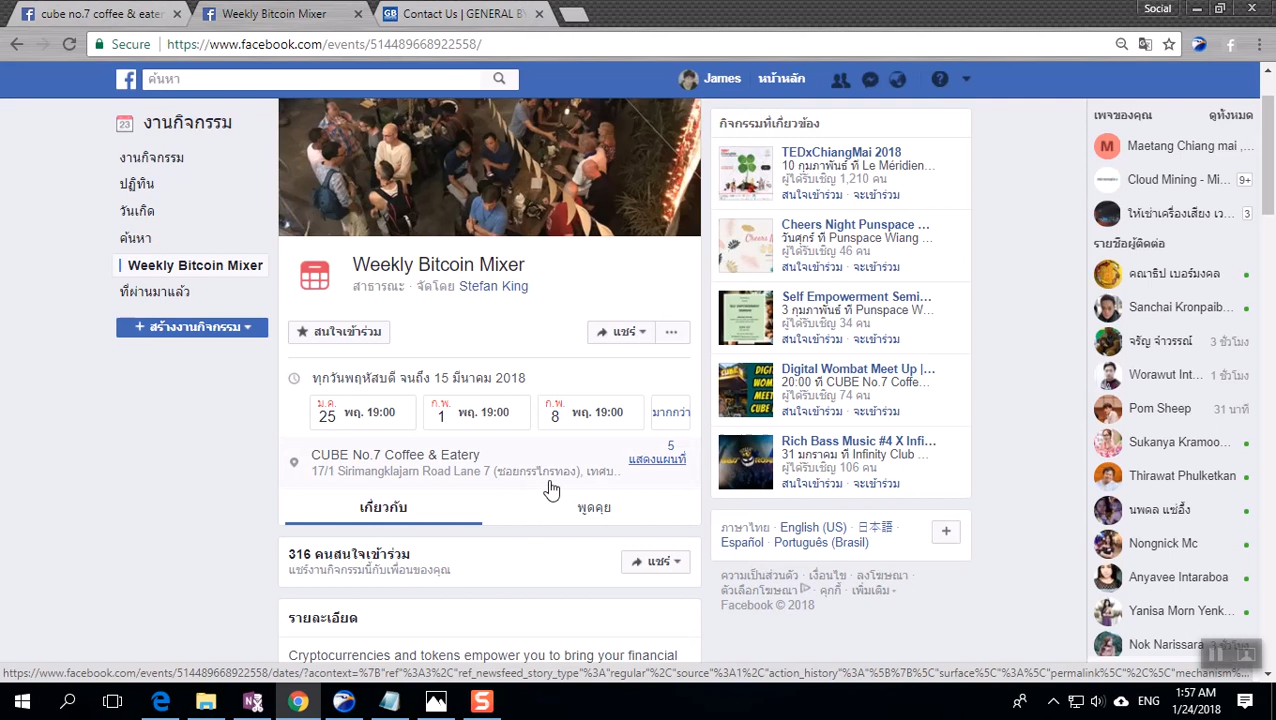 cube no.7 coffee & eater
Weekly Bitcoin Mixer
Contact Us | GENERAL BY
Social
Secure
https://www.facebook.com/events/514489668922558/
ค้นหา
James
หน้าหลัก
23
งานกิจกรรม
งานกิจกรรม
ปฏิทิน
วันเกิด
ค้นหา
Weekly Bitcoin Mixer
ที่ผ่านมาแล้ว
+ สร้างงานกิจกรรม
Weekly Bitcoin Mixer
สาธารณะ · จัดโดย Stefan King
สนใจเข้าร่วม
แชร์
ทุกวันพฤหัสบดี จนถึง 15 มีนาคม 2018
ม.ค.
25
พฤ. 19:00
ก.พ.
1
พฤ. 19:00
ก.พ.
8
พฤ. 19:00
มากกว่า
5
CUBE No.7 Coffee & Eatery
17/1 Sirimangklajarn Road Lane 7 (ซอยกรรไกรทอง), เทศบ...
แสดงแผนที่
เกี่ยวกับ
พูดคุย
316 คนสนใจเข้าร่วม
แชร์งานกิจกรรมนี้กับเพื่อนของคุณ
แชร์
รายละเอียด
Cryptocurrencies and tokens empower you to bring your financial
กิจกรรมที่เกี่ยวข้อง
TEDxChiangMai 2018
10 กุมภาพันธ์ ที่ Le Méridien...
ผู้ได้รับเชิญ 1,210 คน
สนใจเข้าร่วม · จะเข้าร่วม
Cheers Night Punspace ...
วันศุกร์ ที่ Punspace Wiang ...
ผู้ได้รับเชิญ 46 คน
สนใจเข้าร่วม · จะเข้าร่วม
Self Empowerment Semi...
3 กุมภาพันธ์ ที่ Punspace W...
ผู้ได้รับเชิญ 34 คน
สนใจเข้าร่วม · จะเข้าร่วม
Digital Wombat Meet Up |...
20:00 ที่ CUBE No.7 Coffe...
ผู้ได้รับเชิญ 74 คน
สนใจเข้าร่วม · จะเข้าร่วม
Rich Bass Music #4 X Infi...
31 มกราคม ที่ Infinity Club ...
ผู้ได้รับเชิญ 106 คน
สนใจเข้าร่วม · จะเข้าร่วม
ภาษาไทย · English (US) · 日本語 ·
Español · Português (Brasil)
ความเป็นส่วนตัว · เงื่อนไข · ลงโฆษณา ·
ตัวเลือกโฆษณา · คุกกี้ · เพิ่มเติม
Facebook © 2018
เพจของคุณ
ดูทั้งหมด
Maetang Chiang mai ,...
Cloud Mining - Mi...
9+
ให้เช่าเครื่องเสียง เว...
3
รายชื่อผู้ติดต่อ
คณาธิป เบอร์มงคล
Sanchai Kronpaib...
จรัญ จ๋าวรรณ์
3 ชั่วโมง
Worawut Int...
1 ชั่วโมง
Pom Sheep
31 นาที
Sukanya Kramoo...
Thirawat Phulketkan
นพดล แซ่อึ้ง
Nongnick Mc
Anyavee Intaraboa
Yanisa Morn Yenk...
Nok Narissara
ENG
1:57 AM
1/24/2018